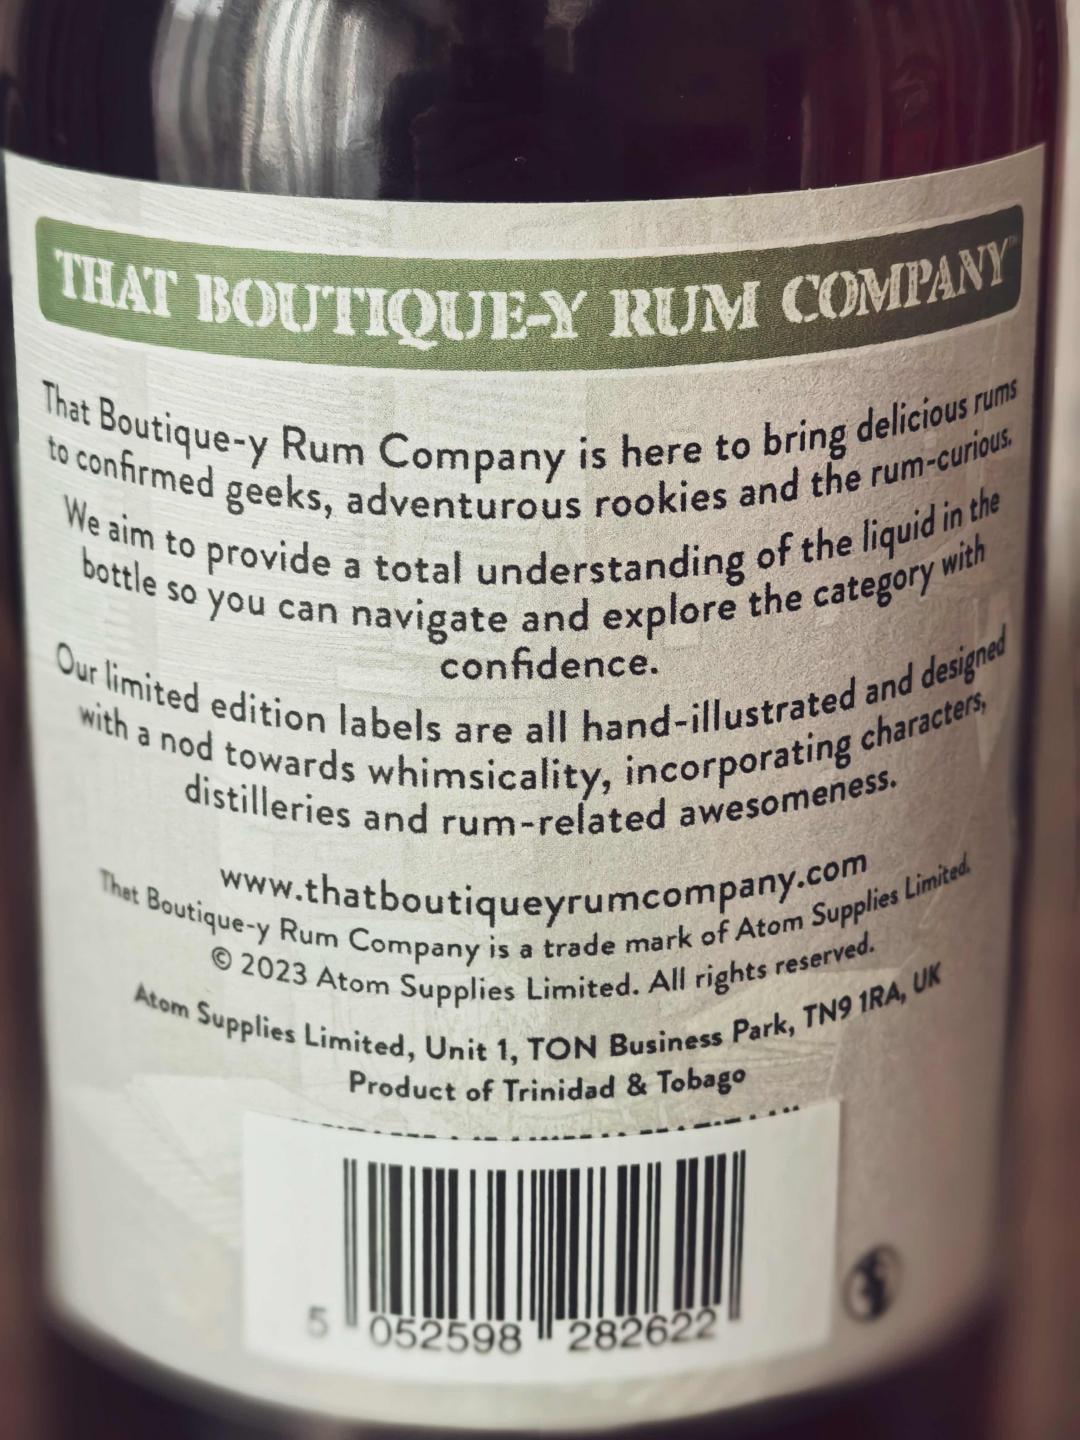 THAT BOUTIQUE-Y RUM COMPANY™
That Boutique-y Rum Company is here to bring delicious rums
to confirmed geeks, adventurous rookies and the rum-curious.
We aim to provide a total understanding of the liquid in the
bottle so you can navigate and explore the category with
confidence.
Our limited edition labels are all hand-illustrated and designed
with a nod towards whimsicality, incorporating characters,
distilleries and rum-related awesomeness.
www.thatboutiqueyrumcompany.com
That Boutique-y Rum Company is a trade mark of Atom Supplies Limited.
© 2023 Atom Supplies Limited. All rights reserved.
Atom Supplies Limited, Unit 1, TON Business Park, TN9 1RA, UK
Product of Trinidad & Tobago
5 052598 282622